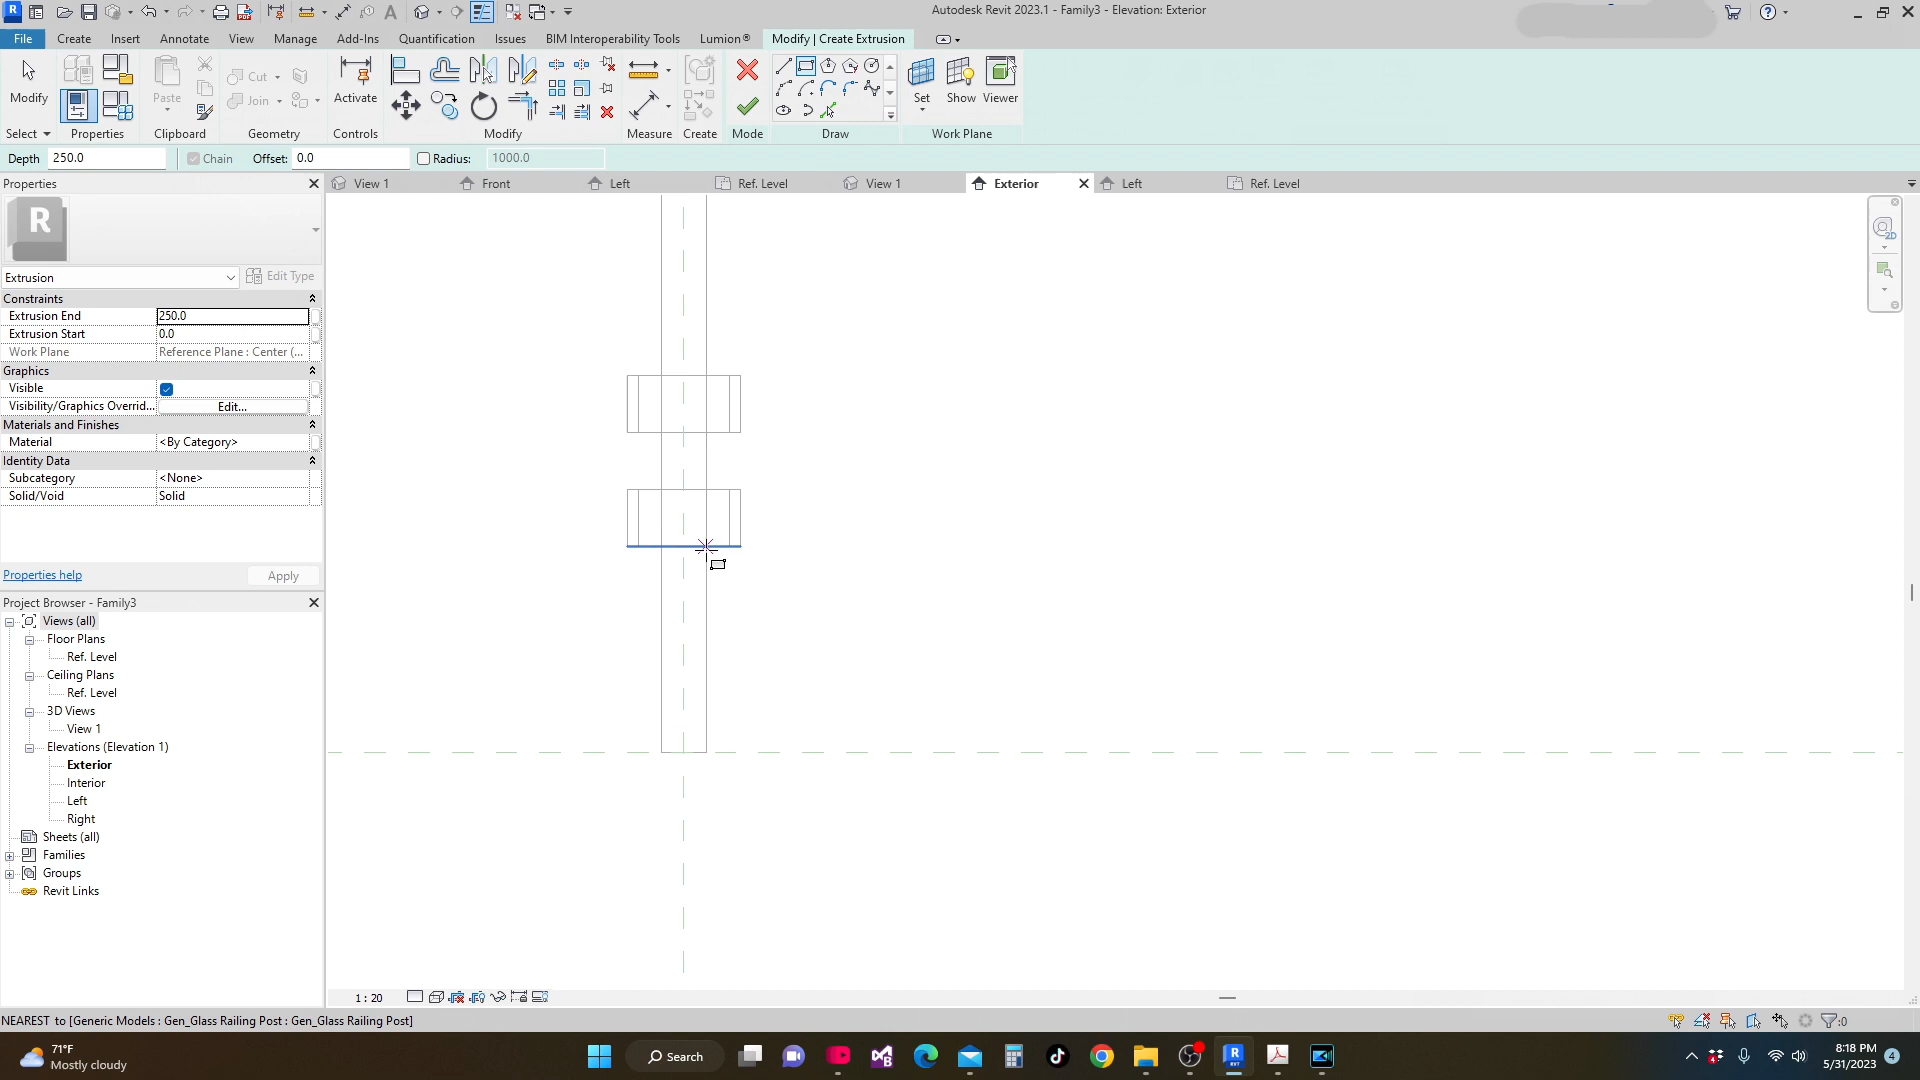 Autodesk Revit 2023.1 - Family3 - Elevation: Exterior
File Create Insert Annotate View Manage Add-Ins Quantification Issues BIM Interoperability Tools Lumion® Modify | Create Extrusion
Cut
Join
Modify Paste Activate Set Show Viewer
Select Properties Clipboard Geometry Controls Modify Measure Create Mode Draw Work Plane
Depth 250.0 Chain Offset: 0.0 Radius: 1000.0
Properties
View 1 Front Left Ref. Level View 1 Exterior Left Ref. Level
R
2D
Extrusion Edit Type
Constraints
Extrusion End 250.0
Extrusion Start 0.0
Work Plane Reference Plane : Center (...
Graphics
Visible
Visibility/Graphics Overrid... Edit...
Materials and Finishes
Material <By Category>
Identity Data
Subcategory <None>
Solid/Void Solid
Properties help Apply
Project Browser - Family3
Views (all)
Floor Plans
Ref. Level
Ceiling Plans
Ref. Level
3D Views
View 1
Elevations (Elevation 1)
Exterior
Interior
Left
Right
Sheets (all)
Families
Groups
Revit Links
1 : 20
NEAREST to [Generic Models : Gen_Glass Railing Post : Gen_Glass Railing Post]
:0
71°F
Mostly cloudy
Search
8:18 PM
5/31/2023
4